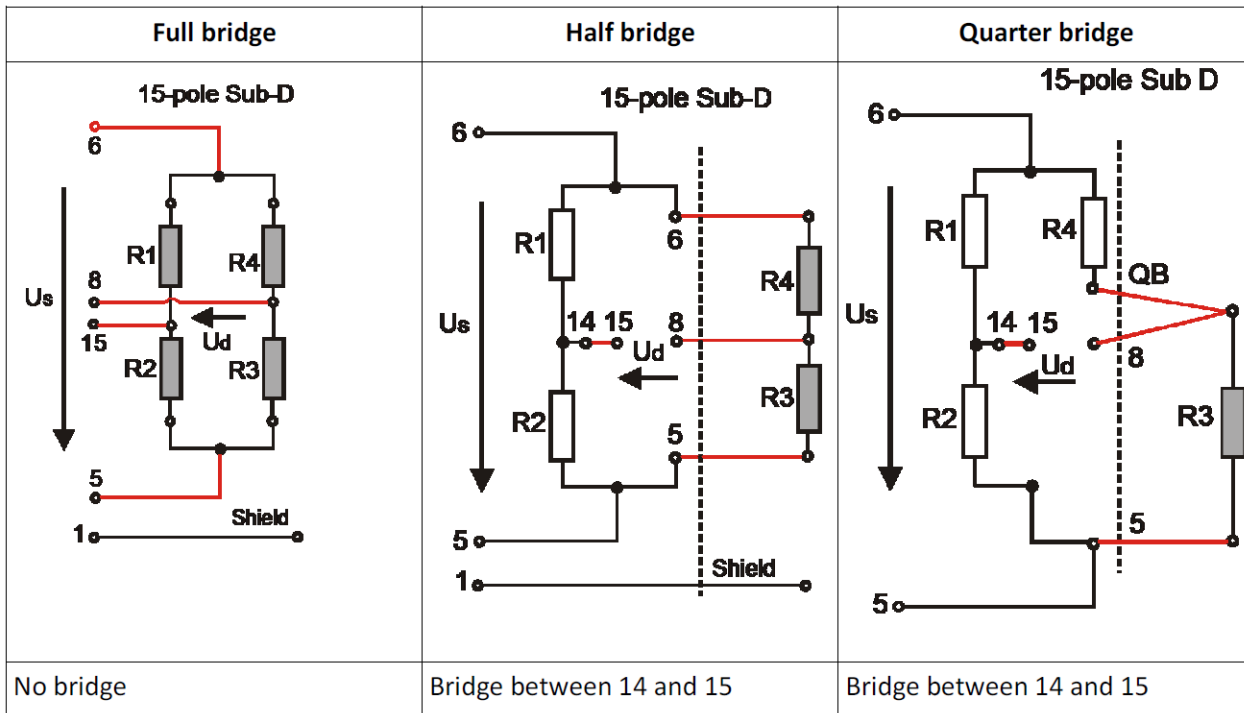 Full bridge
Half bridge
Quarter bridge
15-pole Sub-D
6
R1
R4
8
Us
15
Ud
R2
R3
5
1
Shield
15-pole Sub-D
6
R1
6
R4
Us
14
15
8
Ud
R2
R3
5
5
1
Shield
15-pole Sub D
6
R1
R4
QB
Us
14
15
8
Ud
R2
R3
5
5
No bridge
Bridge between 14 and 15
Bridge between 14 and 15